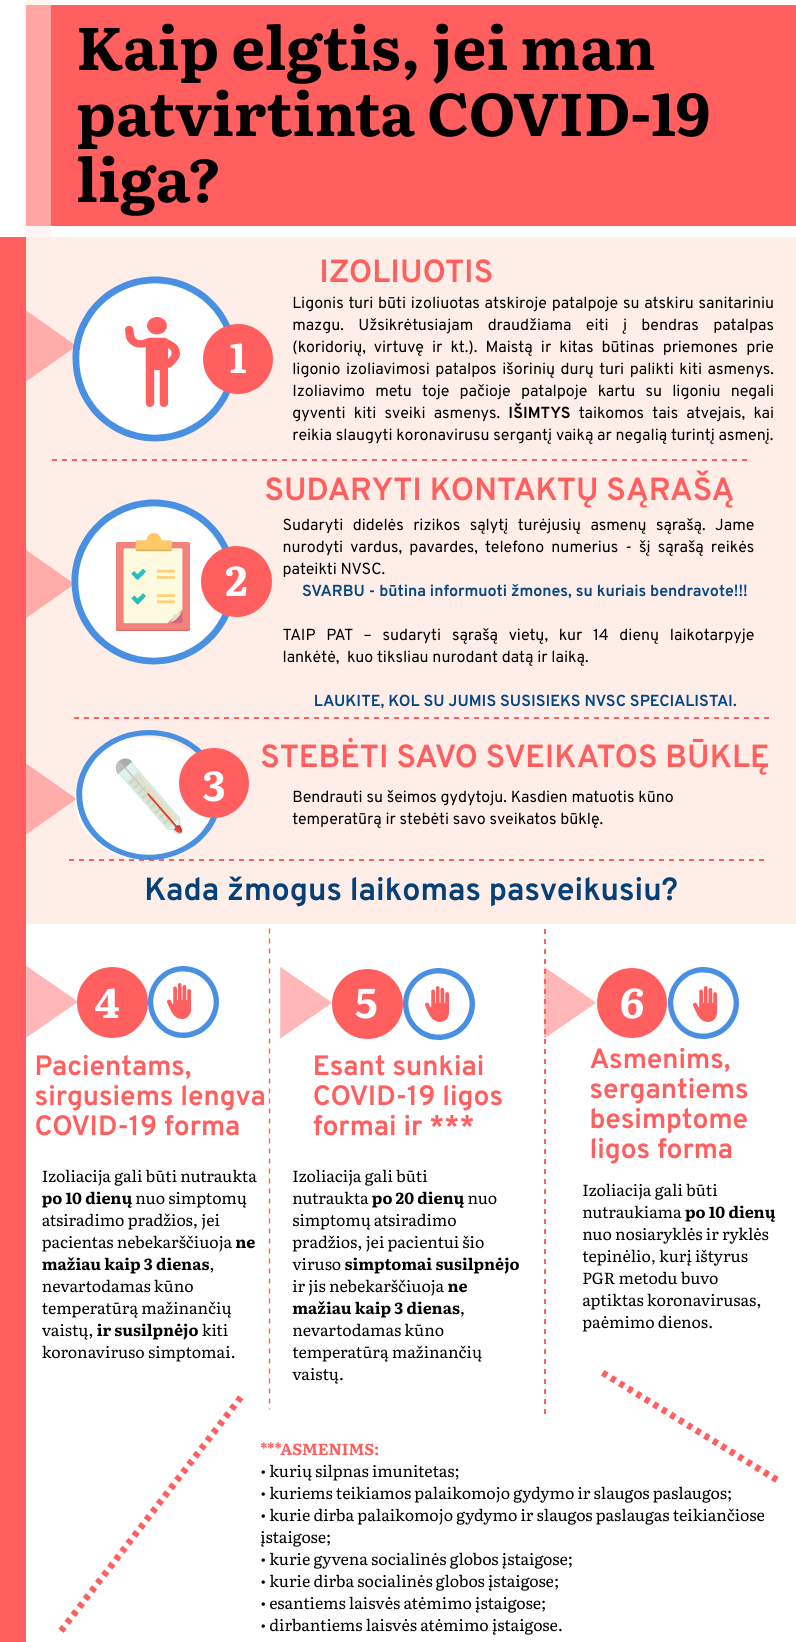 Kaip elgtis, jei man
patvirtinta COVID-19
liga?
IZOLIUOTIS
Ligonis turi būti izoliuotas atskiroje patalpoje su atskiru sanitariniu
mazgu. Užsikrėtusiajam draudžiama eiti į bendras patalpas
(koridorių, virtuvę ir kt.). Maistą ir kitas būtinas priemones prie
ligonio izoliavimosi patalpos išorinių durų turi palikti kiti asmenys.
Izoliavimo metu toje pačioje patalpoje kartu su ligoniu negali
gyventi kiti sveiki asmenys. IŠIMTYS taikomos tais atvejais, kai
reikia slaugyti koronavirusu sergantį vaiką ar negalią turintį asmenį.
1
SUDARYTI KONTAKTŲ SĄRAŠĄ
Sudaryti didelės rizikos sąlytį turėjusių asmenų sąrašą. Jame
nurodyti vardus, pavardes, telefono numerius - šį sąrašą reikės
pateikti NVSC.
SVARBU - būtina informuoti žmones, su kuriais bendravote!!!
2
TAIP PAT – sudaryti sąrašą vietų, kur 14 dienų laikotarpyje
lankėtė, kuo tiksliau nurodant datą ir laiką.
LAUKITE, KOL SU JUMIS SUSISIEKS NVSC SPECIALISTAI.
STEBĖTI SAVO SVEIKATOS BŪKLĘ
3
Bendrauti su šeimos gydytoju. Kasdien matuotis kūno
temperatūrą ir stebėti savo sveikatos būklę.
Kada žmogus laikomas pasveikusiu?
4
Pacientams,
sirgusiems lengva
COVID-19 forma
Izoliacija gali būti nutraukta
po 10 dienų nuo simptomų
atsiradimo pradžios, jei
pacientas nebekarščiuoja ne
mažiau kaip 3 dienas,
nevartodamas kūno
temperatūrą mažinančių
vaistų, ir susilpnėjo kiti
koronaviruso simptomai.
5
Esant sunkiai
COVID-19 ligos
formai ir ***
Izoliacija gali būti
nutraukta po 20 dienų nuo
simptomų atsiradimo
pradžios, jei pacientui šio
viruso simptomai susilpnėjo
ir jis nebekarščiuoja ne
mažiau kaip 3 dienas,
nevartodamas kūno
temperatūrą mažinančių
vaistų.
6
Asmenims,
sergantiems
besimptome
ligos forma
Izoliacija gali būti
nutraukiama po 10 dienų
nuo nosiaryklės ir ryklės
tepinėlio, kurį ištyrus
PGR metodu buvo
aptiktas koronavirusas,
paėmimo dienos.
***ASMENIMS:
• kurių silpnas imunitetas;
• kuriems teikiamos palaikomojo gydymo ir slaugos paslaugos;
• kurie dirba palaikomojo gydymo ir slaugos paslaugas teikiančiose
įstaigose;
• kurie gyvena socialinės globos įstaigose;
• kurie dirba socialinės globos įstaigose;
• esantiems laisvės atėmimo įstaigose;
• dirbantiems laisvės atėmimo įstaigose.